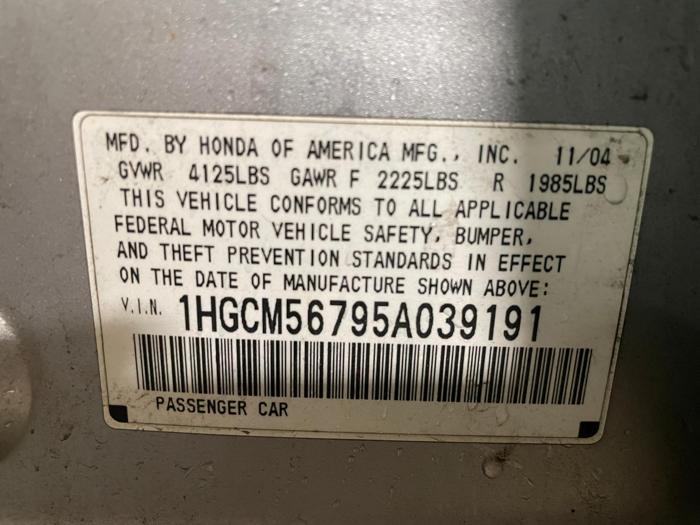 MFD. BY HONDA OF AMERICA MFG., INC. 11/04
GVWR 4125LBS GAWR F 2225LBS R 1985LBS
THIS VEHICLE CONFORMS TO ALL APPLICABLE
FEDERAL MOTOR VEHICLE SAFETY, BUMPER,
AND THEFT PREVENTION STANDARDS IN EFFECT
ON THE DATE OF MANUFACTURE SHOWN ABOVE:
V.I.N. 1HGCM56795A039191
PASSENGER CAR